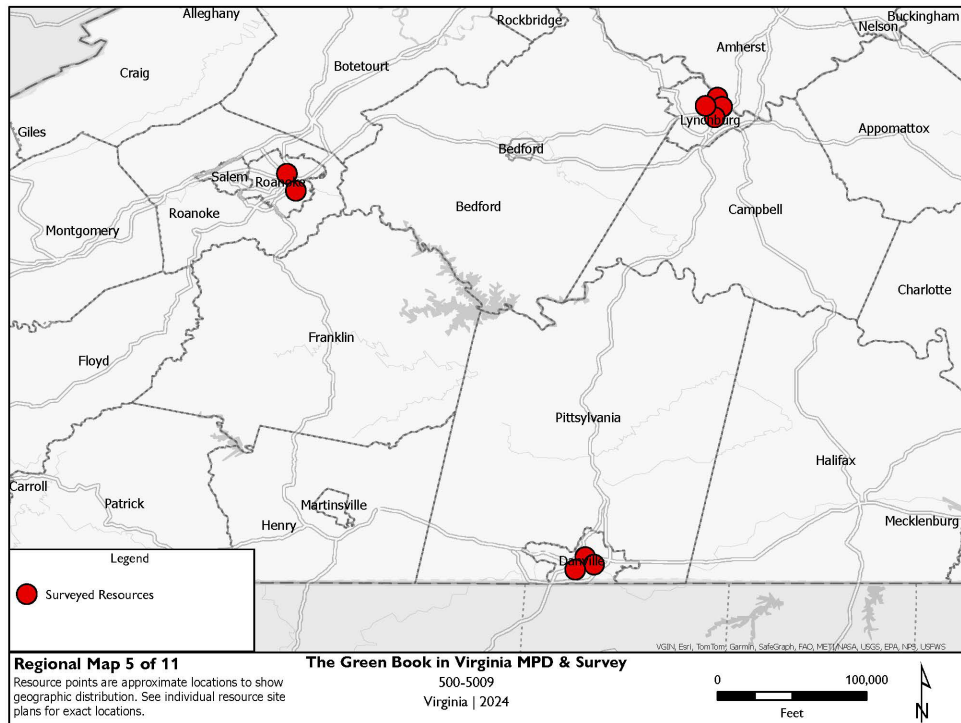 Alleghany
Rockbridge
Buckingham
Nelson
Amherst
Craig
Botetourt
Giles
Lynchburg
Appomattox
Bedford
Salem
Roanoke
Roanoke
Bedford
Campbell
Montgomery
Charlotte
Franklin
Floyd
Pittsylvania
Halifax
Carroll
Patrick
Martinsville
Henry
Mecklenburg
Danville
Legend
Surveyed Resources
VGIN, Esri, TomTom, Garmin, SafeGraph, FAO, METI/NASA, USGS, EPA, NPS, USFWS
Regional Map 5 of 11
Resource points are approximate locations to show
geographic distribution. See individual resource site
plans for exact locations.
The Green Book in Virginia MPD & Survey
500-5009
Virginia | 2024
0 100,000
Feet
N